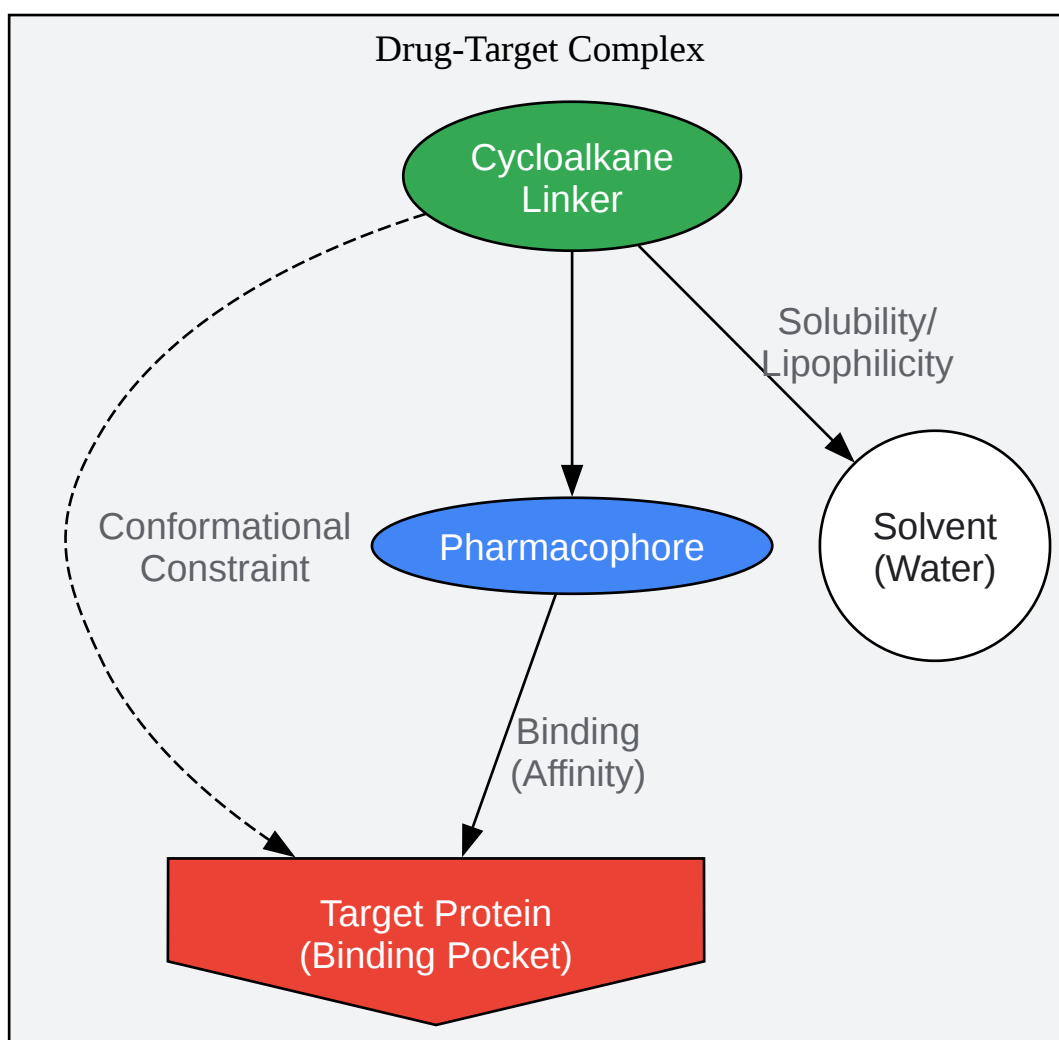 Drug-Target Complex
Cycloalkane
Linker
Solubility/
Lipophilicity
Conformational
Constraint
Pharmacophore
Solvent
(Water)
Binding
(Affinity)
Target Protein
(Binding Pocket)